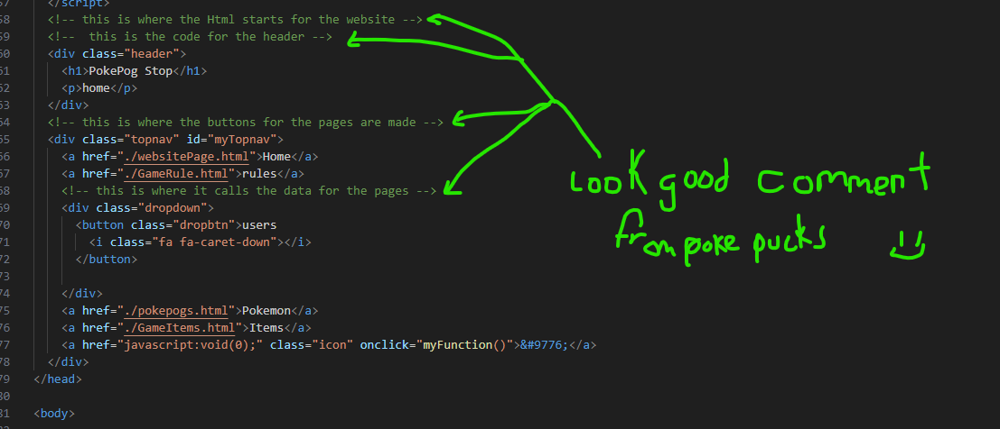 57 </script>
58 <!-- this is where the Html starts for the website -->
59 <!--  this is the code for the header -->
60 <div class="header">
61 <h1>PokePog Stop</h1>
62 <p>home</p>
63 </div>
64 <!-- this is where the buttons for the pages are made -->
65 <div class="topnav" id="myTopnav">
66 <a href="./websitePage.html">Home</a>
67 <a href="./GameRule.html">rules</a>
68 <!-- this is where it calls the data for the pages -->
69 <div class="dropdown">
70 <button class="dropbtn">users
71 <i class="fa fa-caret-down"></i>
72 </button>
73
74 </div>
75 <a href="./pokepogs.html">Pokemon</a>
76 <a href="./GameItems.html">Items</a>
77 <a href="javascript:void(0);" class="icon" onclick="myFunction()">&#9776;</a>
78 </div>
79 </head>
80
81 <body>
Look good comment
from poke pucks